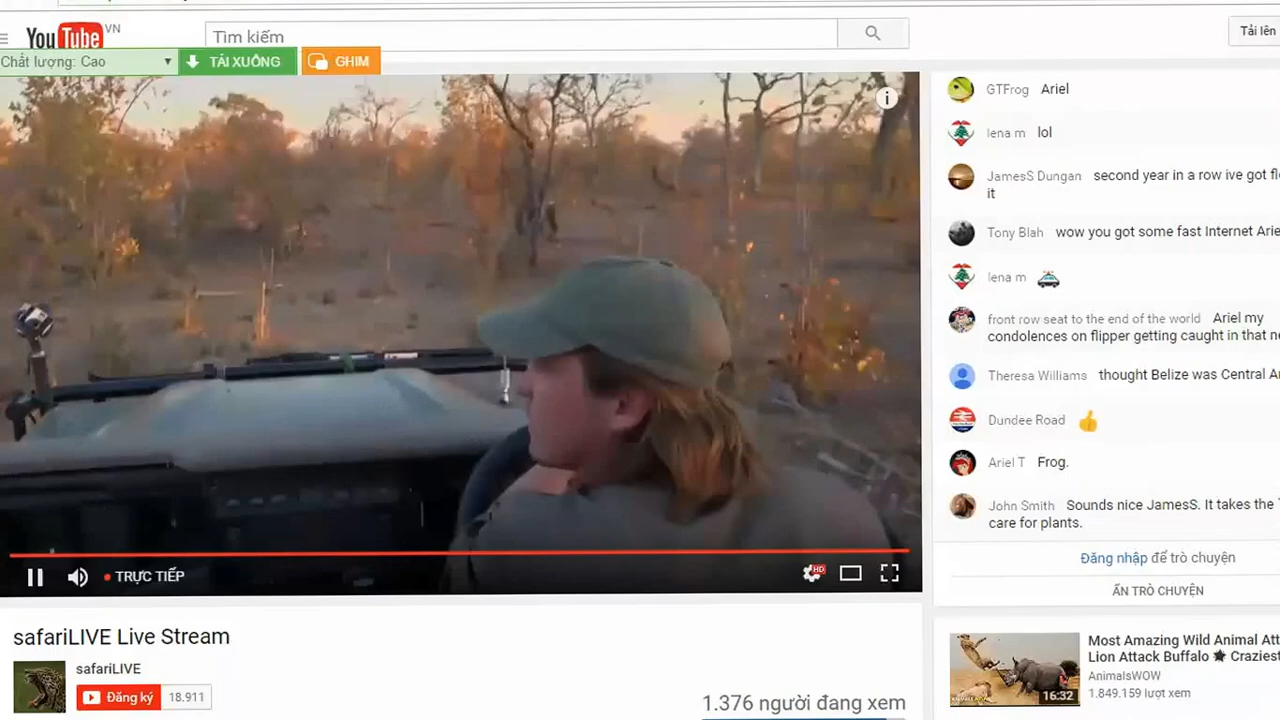 YouTube VN
Tìm kiếm
Tải lên
Chất lượng: Cao
TẢI XUỐNG
GHIM
GTFrog Ariel
lena m lol
JamesS Dungan second year in a row ive got
it
Tony Blah wow you got some fast Internet
lena m
front row seat to the end of the world Ariel my
condolences on flipper getting caught in that
Theresa Williams thought Belize was Central
Dundee Road
Ariel T Frog.
John Smith Sounds nice JamesS. It takes the
care for plants.
Đăng nhập để trò chuyện
ẨN TRÒ CHUYỆN
TRỰC TIẾP
HD
safariLIVE Live Stream
safariLIVE
Đăng ký 18.911
1.376 người đang xem
Most Amazing Wild Animal
Lion Attack Buffalo ★
AnimalsWOW
1.849.159 lượt xem
16:32